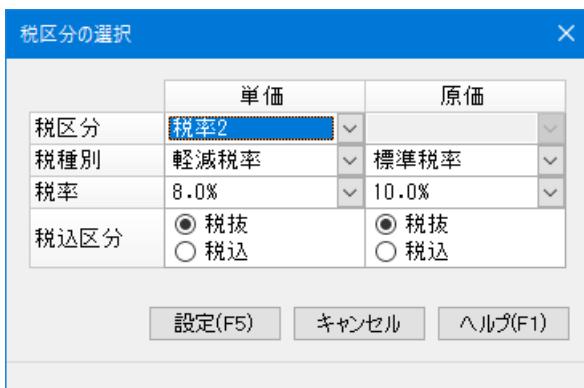 税区分の選択
単価 原価
税区分 税率2
税種別 軽減税率 標準税率
税率 8.0% 10.0%
税込区分 税抜 税抜
税込 税込
設定(F5) キャンセル ヘルプ(F1)